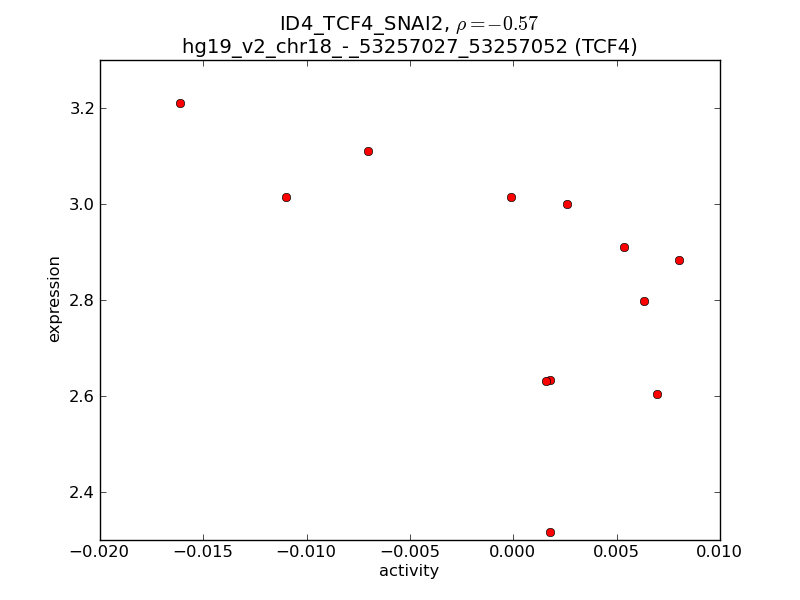 ID4_TCF4_SNAI2, ρ = −0.57
hg19_v2_chr18_-_53257027_53257052 (TCF4)
3.2
3.0
2.8
2.6
2.4
expression
−0.020 −0.015 −0.010 −0.005 0.000 0.005 0.010
activity